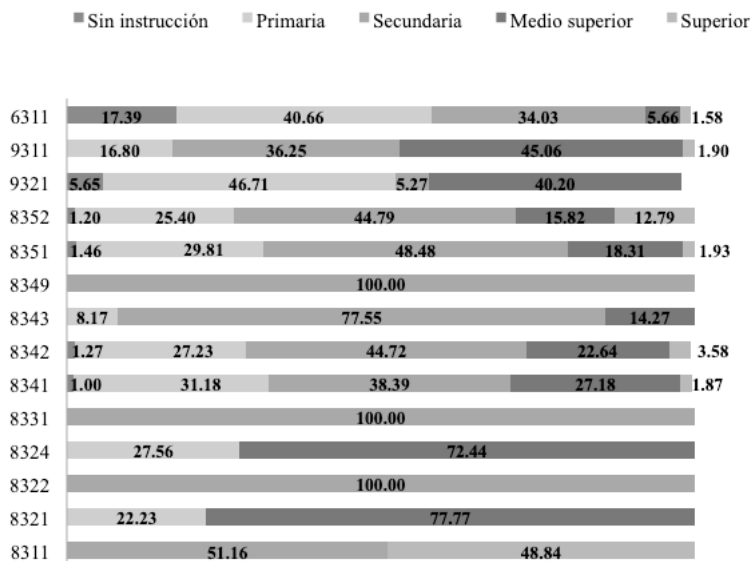 Sin instrucción Primaria Secundaria Medio superior Superior
6311 17.39 40.66 34.03 5.66 1.58
9311 16.80 36.25 45.06 1.90
9321 5.65 46.71 5.27 40.20
8352 1.20 25.40 44.79 15.82 12.79
8351 1.46 29.81 48.48 18.31 1.93
8349 100.00
8343 8.17 77.55 14.27
8342 1.27 27.23 44.72 22.64 3.58
8341 1.00 31.18 38.39 27.18 1.87
8331 100.00
8324 27.56 72.44
8322 100.00
8321 22.23 77.77
8311 51.16 48.84